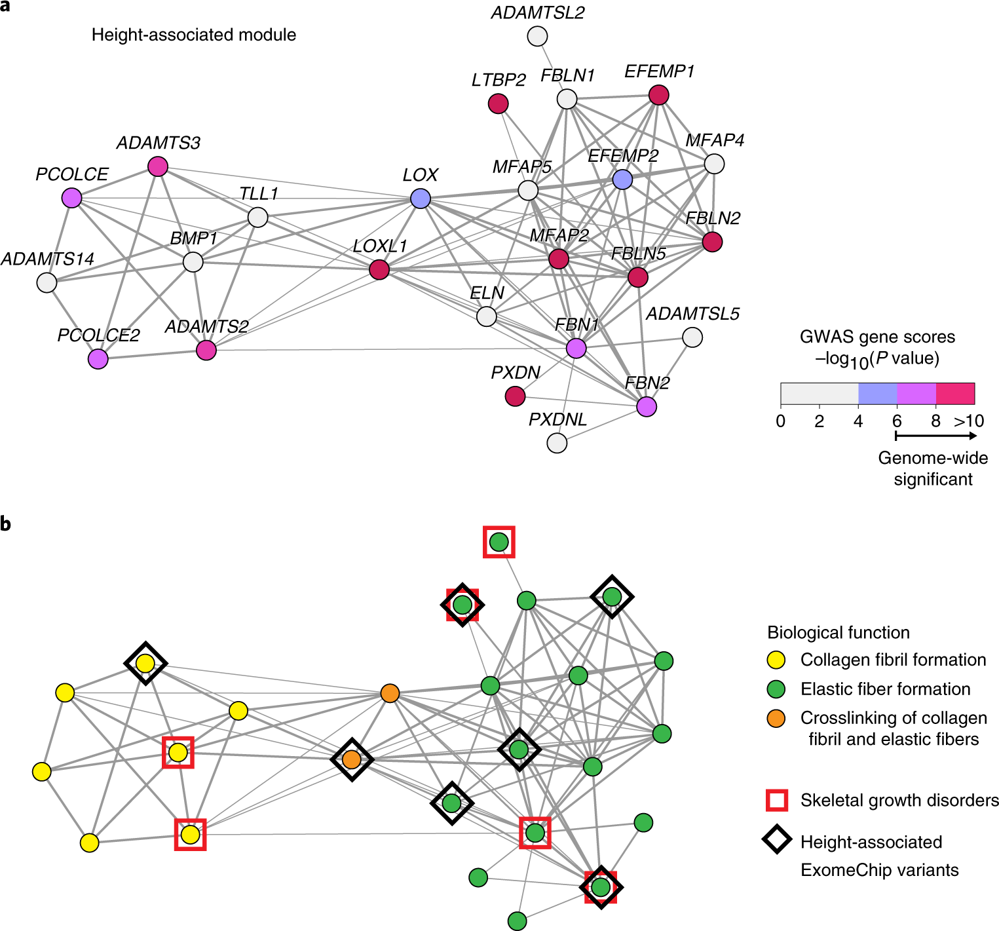 a
Height-associated module
ADAMTSL2
LTBP2
FBLN1
EFEMP1
MFAP4
ADAMTS3
PCOLCE
LOX
MFAP5
EFEMP2
TLL1
FBLN2
BMP1
LOXL1
MFAP2
FBLN5
ADAMTS14
ELN
ADAMTSL5
PCOLCE2
ADAMTS2
FBN1
PXDN
FBN2
PXDNL
GWAS gene scores
–log10(P value)
0 2 4 6 8 >10
Genome-wide
significant
b
Biological function
Collagen fibril formation
Elastic fiber formation
Crosslinking of collagen
fibril and elastic fibers
Skeletal growth disorders
Height-associated
ExomeChip variants